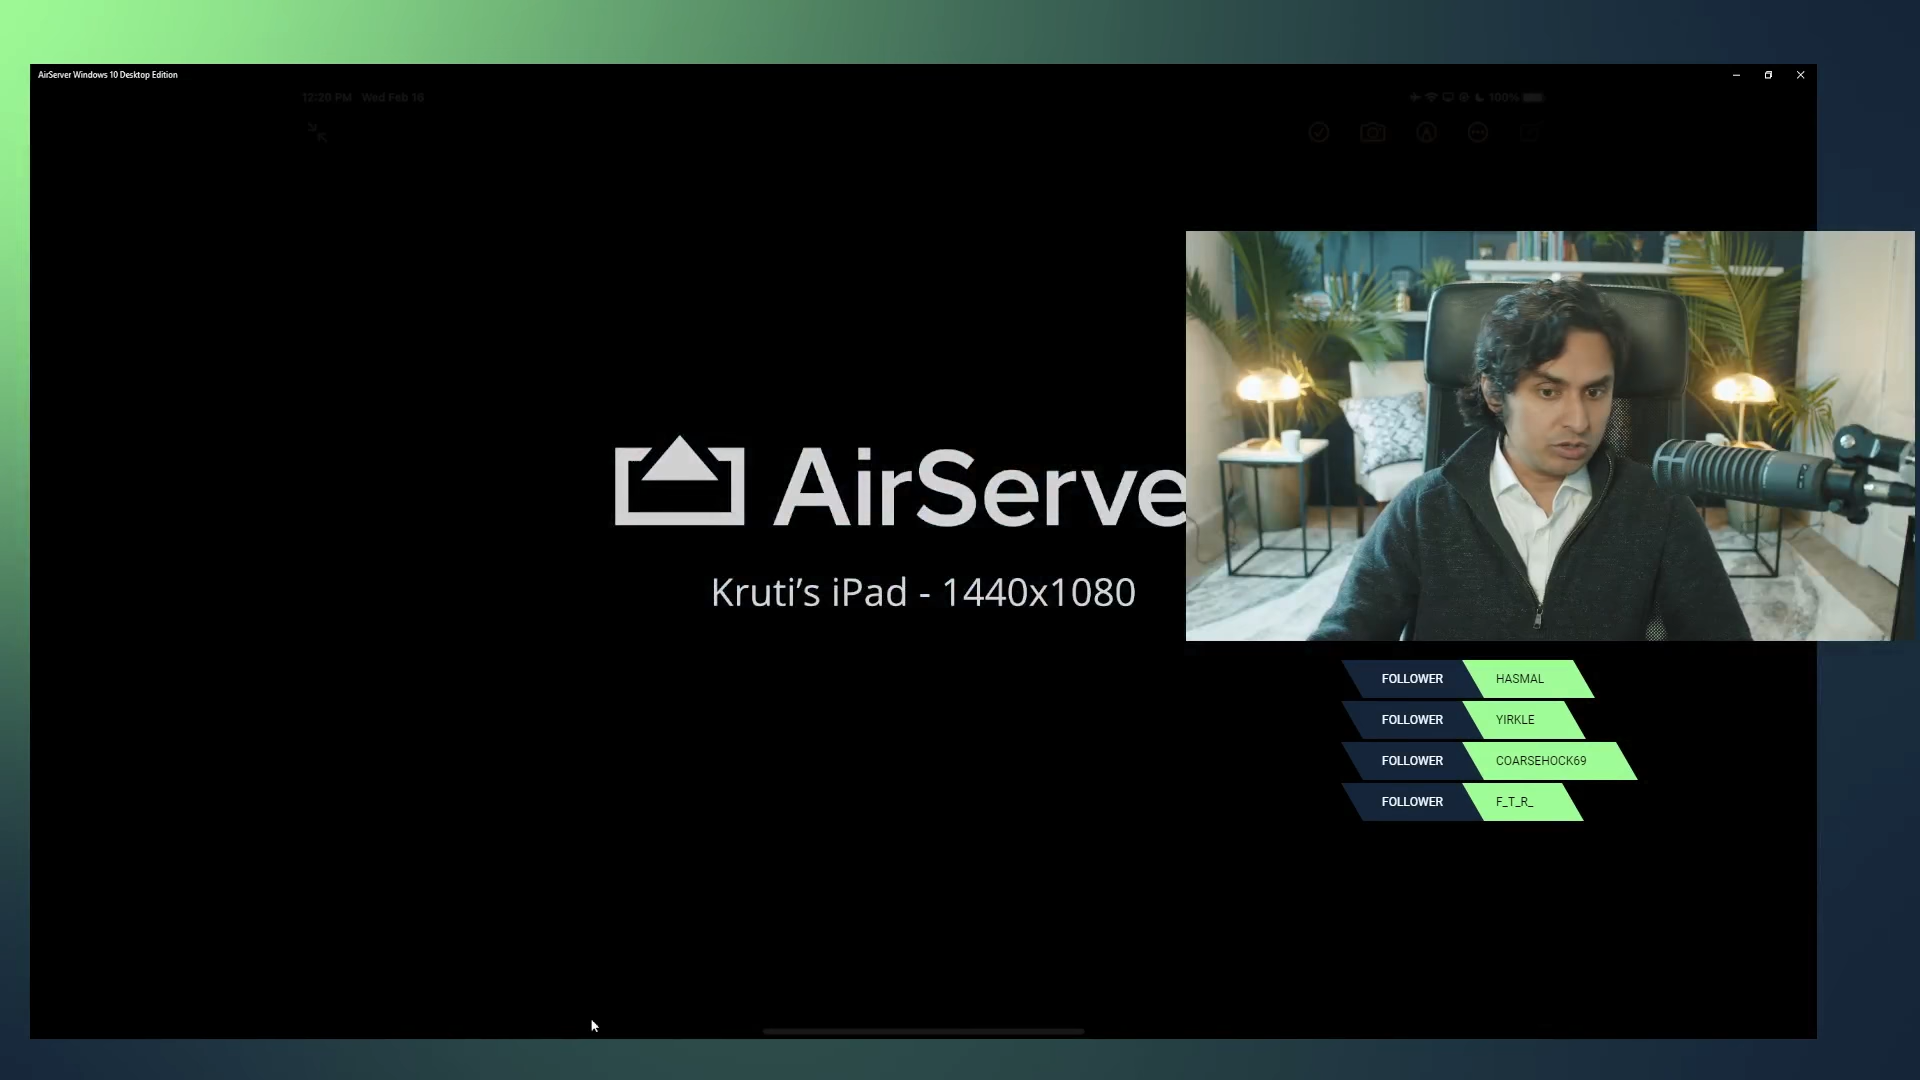 AirServer Windows 10 Desktop Edition
12:20 PM Wed Feb 16
100%
AirServe
Kruti’s iPad - 1440x1080
FOLLOWER HASMAL
FOLLOWER YIRKLE
FOLLOWER COARSEHOCK69
FOLLOWER F_T_R_